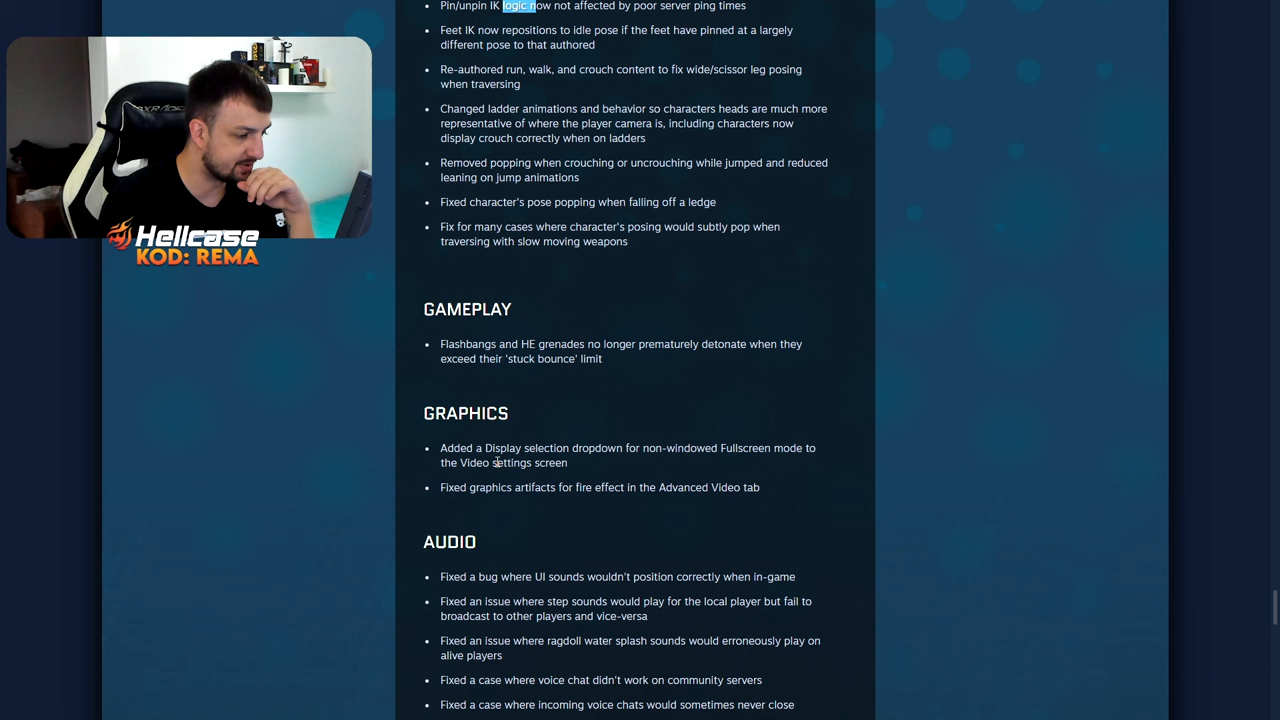 Pin/unpin IK logic now not affected by poor server ping times
Feet IK now repositions to idle pose if the feet have pinned at a largely
different pose to that authored
Re-authored run, walk, and crouch content to fix wide/scissor leg posing
when traversing
Changed ladder animations and behavior so characters heads are much more
representative of where the player camera is, including characters now
display crouch correctly when on ladders
Removed popping when crouching or uncrouching while jumped and reduced
leaning on jump animations
Fixed character's pose popping when falling off a ledge
Fix for many cases where character's posing would subtly pop when
traversing with slow moving weapons
Hellcase
KOD: REMA
GAMEPLAY
Flashbangs and HE grenades no longer prematurely detonate when they
exceed their 'stuck bounce' limit
GRAPHICS
Added a Display selection dropdown for non-windowed Fullscreen mode to
the Video settings screen
Fixed graphics artifacts for fire effect in the Advanced Video tab
AUDIO
Fixed a bug where UI sounds wouldn't position correctly when in-game
Fixed an issue where step sounds would play for the local player but fail to
broadcast to other players and vice-versa
Fixed an issue where ragdoll water splash sounds would erroneously play on
alive players
Fixed a case where voice chat didn't work on community servers
Fixed a case where incoming voice chats would sometimes never close